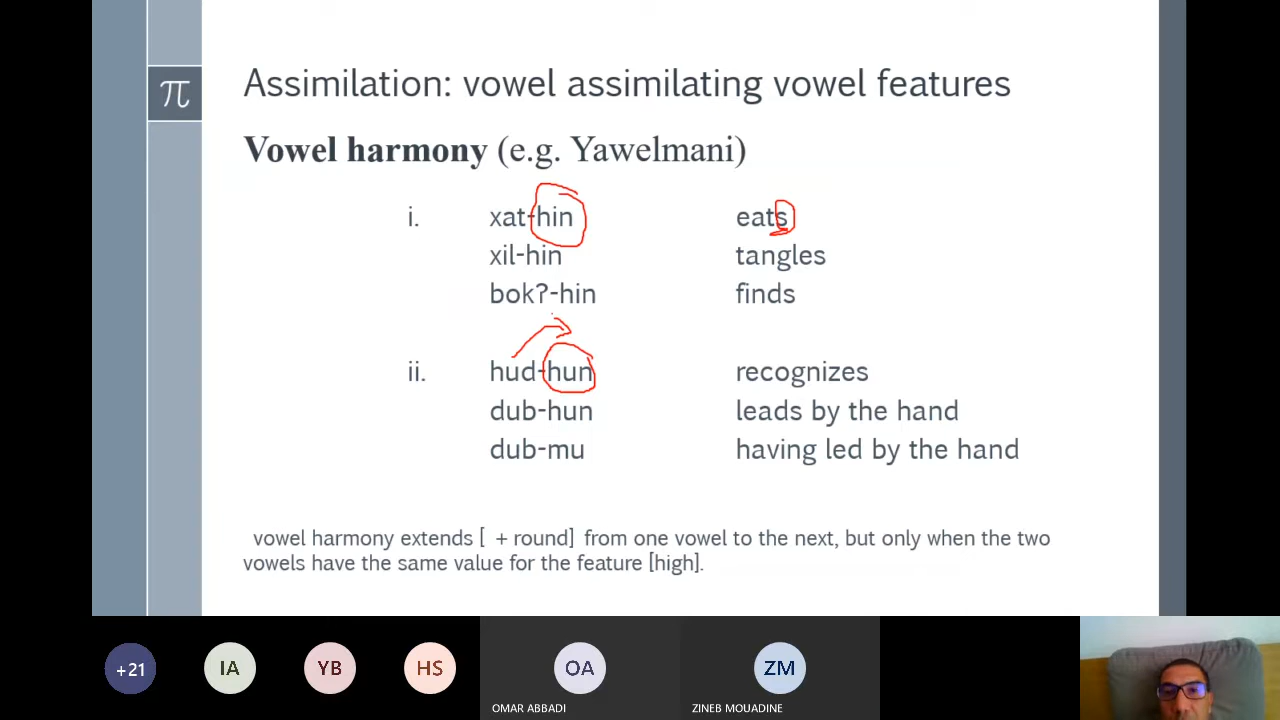 π
Assimilation: vowel assimilating vowel features
Vowel harmony (e.g. Yawelmani)
i. xat-hin eats
xil-hin tangles
bok?-hin finds
ii. hud-hun recognizes
dub-hun leads by the hand
dub-mu having led by the hand
vowel harmony extends [ + round] from one vowel to the next, but only when the two
vowels have the same value for the feature [high].
+21 IA YB HS OA ZM
OMAR ABBADI ZINEB MOUADINE